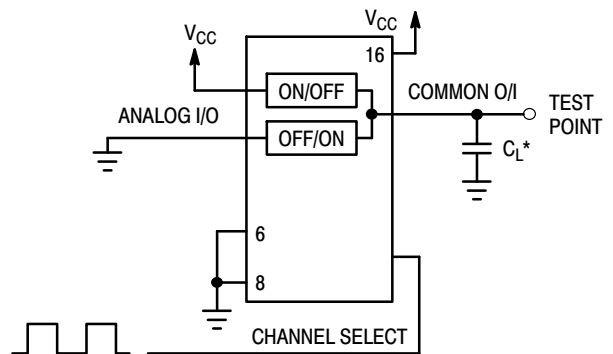 VCC
VCC
16
ON/OFF
COMMON O/I
ANALOG I/O
OFF/ON
TEST
POINT
CL*
6
8
CHANNEL SELECT